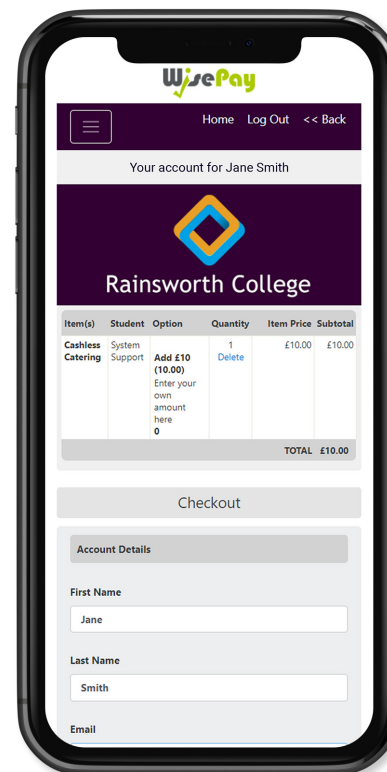 WisePay
Home Log Out << Back
Your account for Jane Smith
Rainsworth College
Item(s) Student Option Quantity Item Price Subtotal
Cashless Catering System Support Add £10 (10.00) 1 £10.00 £10.00
Delete
Enter your
own
amount
here
0
TOTAL £10.00
Checkout
Account Details
First Name
Jane
Last Name
Smith
Email